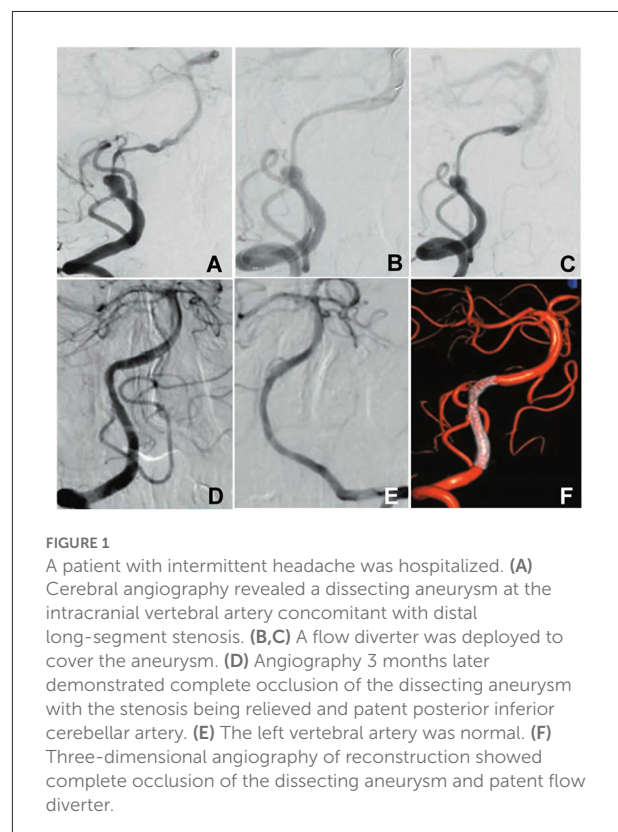 A
B
C
D
E
F
FIGURE 1
A patient with intermittent headache was hospitalized. (A)
Cerebral angiography revealed a dissecting aneurysm at the
intracranial vertebral artery concomitant with distal
long-segment stenosis. (B,C) A flow diverter was deployed to
cover the aneurysm. (D) Angiography 3 months later
demonstrated complete occlusion of the dissecting aneurysm
with the stenosis being relieved and patent posterior inferior
cerebellar artery. (E) The left vertebral artery was normal. (F)
Three-dimensional angiography of reconstruction showed
complete occlusion of the dissecting aneurysm and patent flow
diverter.